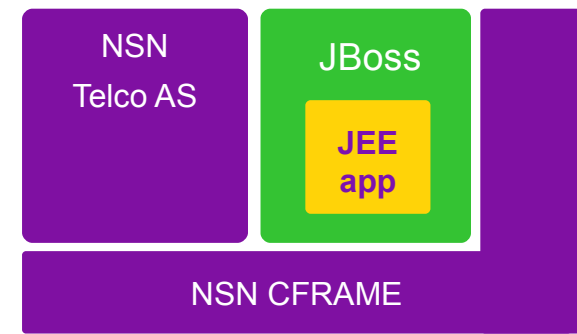 NSN
Telco AS
JBoss
JEE
app
NSN CFRAME